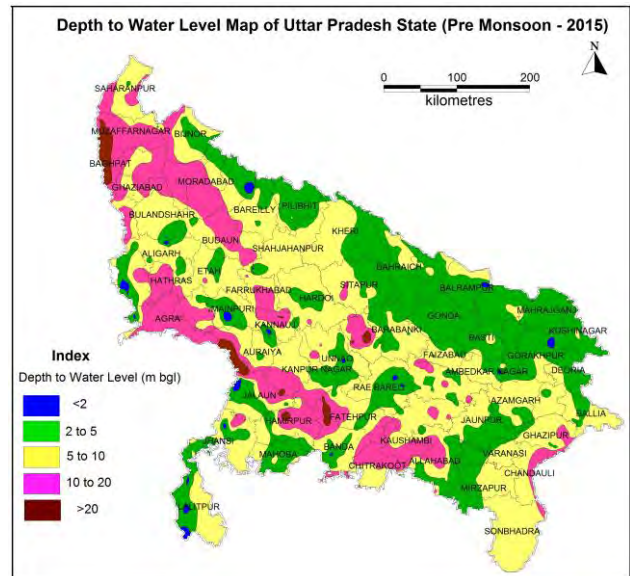 Depth to Water Level Map of Uttar Pradesh State (Pre Monsoon - 2015)
N
0 100 200
kilometres
SAHARANPUR
MUZAFFARNAGAR
BIJNOR
BAGHPAT
GHAZIABAD
MORADABAD
BULANDSHAHR
BAREILLY
PILIBHIT
BUDAUN
SHAHJAHANPUR
KHERI
ALIGARH
ETAH
HATHRAS
FARRUKHABAD
HARDOI
SITAPUR
BAHRAICH
BALRAMPUR
MAINPURI
AGRA
KANNAUJ
GONDA
MAHRAJGANJ
KUSHINAGAR
BASTI
GORAKHPUR
DEORIA
AURAIYA
UNNAO
BARABANKI
FAIZABAD
AMBEDKAR NAGAR
KANPUR NAGAR
RAE BARELI
AZAMGARH
BALLIA
JALAUN
HAMIRPUR
FATEHPUR
JAUNPUR
GHAZIPUR
JHANSI
MAHOBA
BANDA
KAUSHAMBI
CHITRAKOOT
ALLAHABAD
VARANASI
CHANDAULI
MIRZAPUR
LALITPUR
SONBHADRA
Index
Depth to Water Level (m bgl)
<2
2 to 5
5 to 10
10 to 20
>20